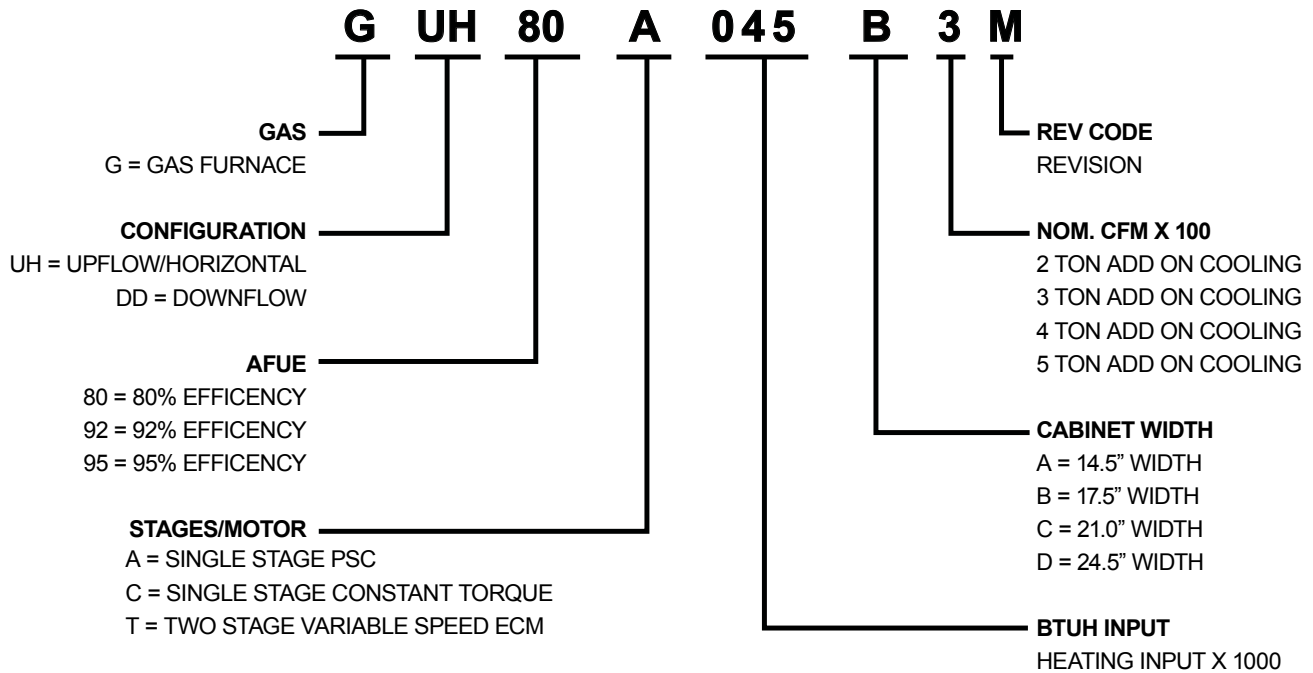 G UH 80 A 045 B 3 M
GAS
G = GAS FURNACE
CONFIGURATION
UH = UPFLOW/HORIZONTAL
DD = DOWNFLOW
AFUE
80 = 80% EFFICENCY
92 = 92% EFFICENCY
95 = 95% EFFICENCY
STAGES/MOTOR
A = SINGLE STAGE PSC
C = SINGLE STAGE CONSTANT TORQUE
T = TWO STAGE VARIABLE SPEED ECM
REV CODE
REVISION
NOM. CFM X 100
2 TON ADD ON COOLING
3 TON ADD ON COOLING
4 TON ADD ON COOLING
5 TON ADD ON COOLING
CABINET WIDTH
A = 14.5” WIDTH
B = 17.5” WIDTH
C = 21.0” WIDTH
D = 24.5” WIDTH
BTUH INPUT
HEATING INPUT X 1000